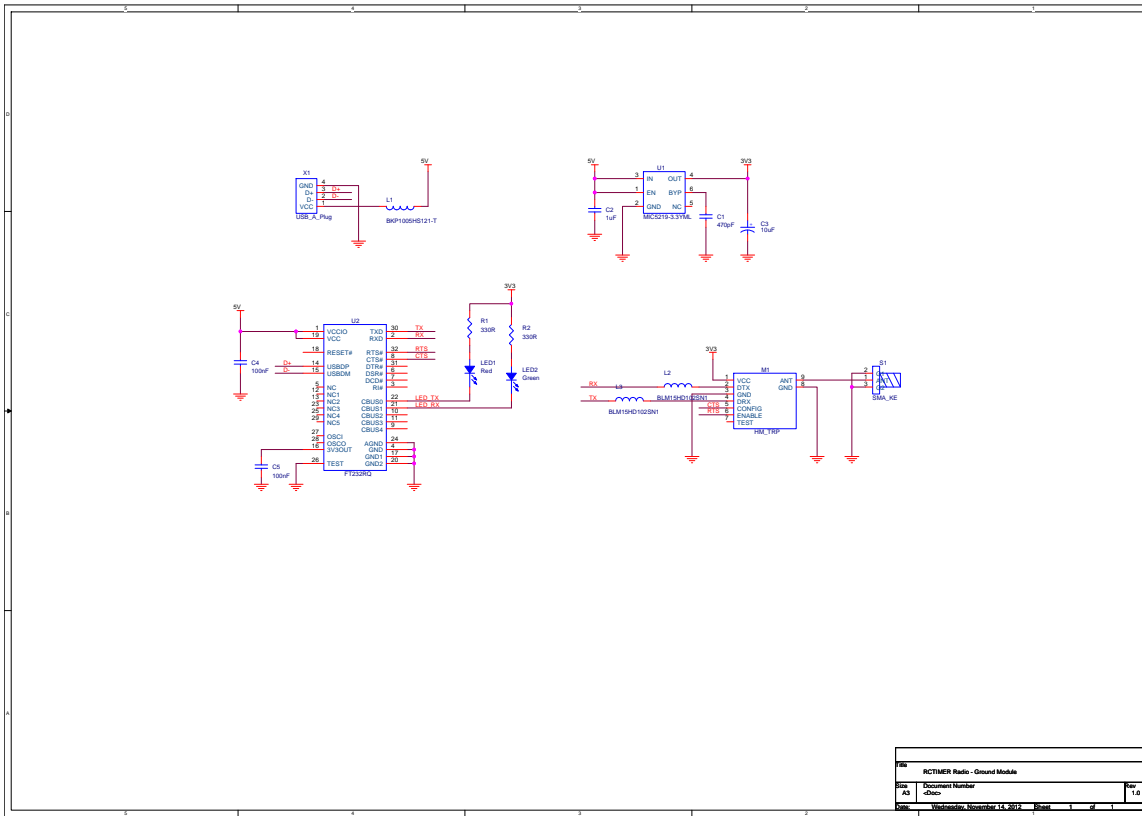 5 4 3 2 1
D
C
B
A
X1
GND 4
D+ 3 D+
D- 2 D-
VCC 1
USB_A_Plug
L1
BKP1005HS121-T
5V
5V
U1
3V3
3 IN OUT 4
1 EN BYP 6
2 GND NC 5
MIC5219-3.3YML
C2
1uF
C1
470pF
C3
10uF
5V
C4
100nF
U2
1 VCCIO TXD 30 TX
19 VCC RXD 2 RX
18 RESET# RTS# 32 RTS
CTS# 8 CTS
D+ 14 USBDP DTR# 31
D- 15 USBDM DSR# 6
DCD# 7
5 NC RI# 3
12 NC1
13 NC2 CBUS0 22 LED_TX
23 NC3 CBUS1 21 LED_RX
25 NC4 CBUS2 10
29 NC5 CBUS3 11
CBUS4 9
27 OSCI
28 OSCO AGND 24
16 3V3OUT GND 4
GND1 17
26 TEST GND2 20
FT232RQ
C5
100nF
3V3
R1
330R
R2
330R
LED1
Red
LED2
Green
3V3
RX
L2
BLM15HD102SN1
TX
L3
BLM15HD102SN1
CTS
RTS
M1
1 VCC ANT 9
2 DTX GND 8
3 GND
4 DRX
5 CONFIG
6 ENABLE
7 TEST
HM_TRP
S1
2 G1
1 ANT
3 G2
SMA_KE
Title
RCTIMER Radio - Ground Module
Size Document Number Rev
A3 <Doc> 1.0
Date: Wednesday, November 14, 2012 Sheet 1 of 1
5 4 3 2 1